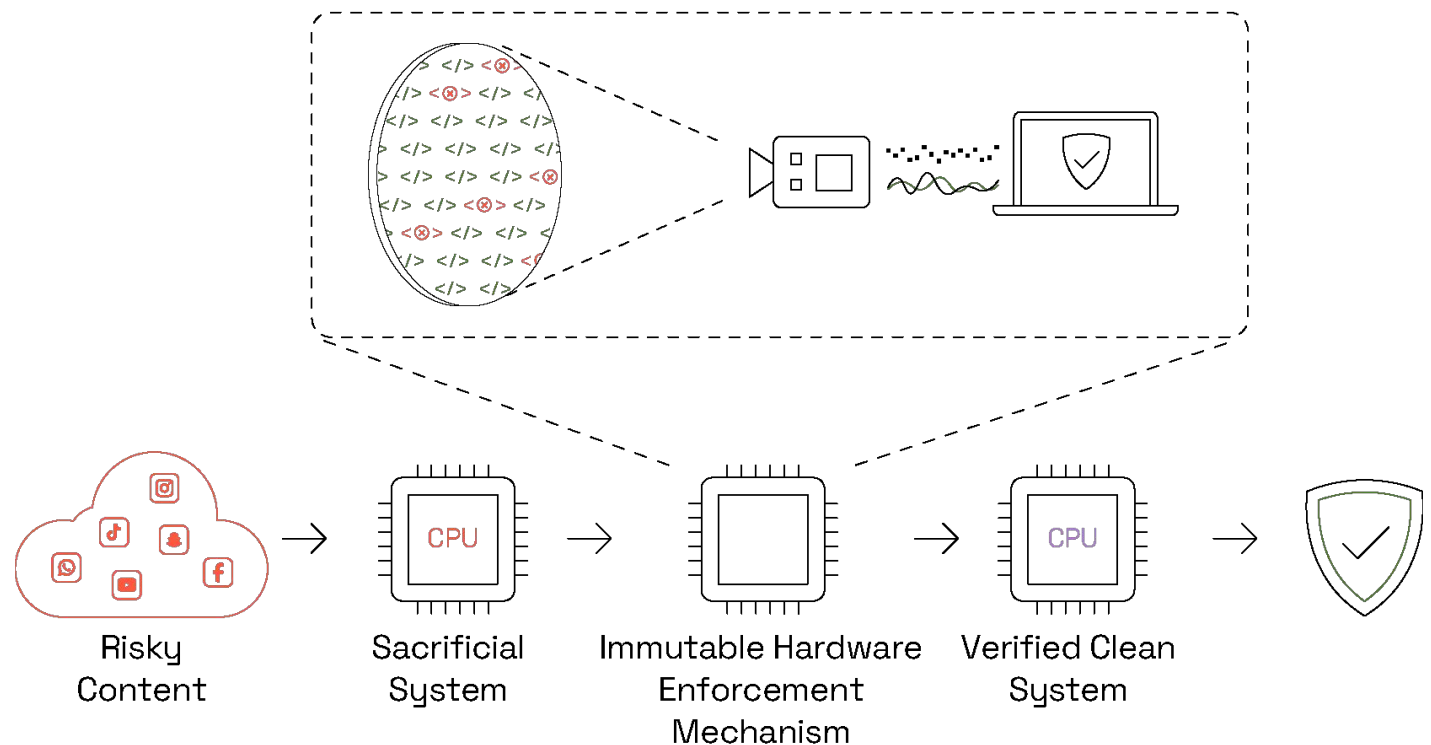 </> <
/> < > </> </
</> </> </> </>
> </> </> </>
</> </> </> < >
</> </> < > </>
< > </> </> <
/> </> </> <
</> </>
CPU
CPU
Risky
Content
Sacrificial
System
Immutable Hardware
Enforcement
Mechanism
Verified Clean
System